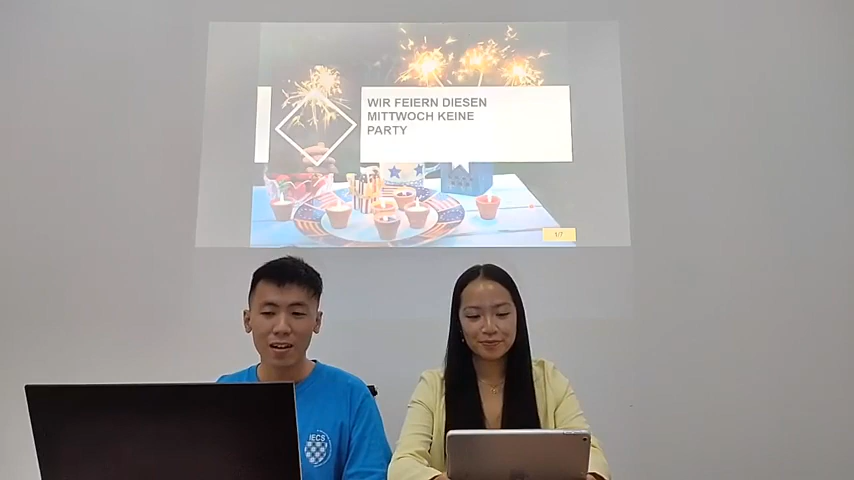 WIR FEIERN DIESEN
MITTWOCH KEINE
PARTY
1/7
IECS